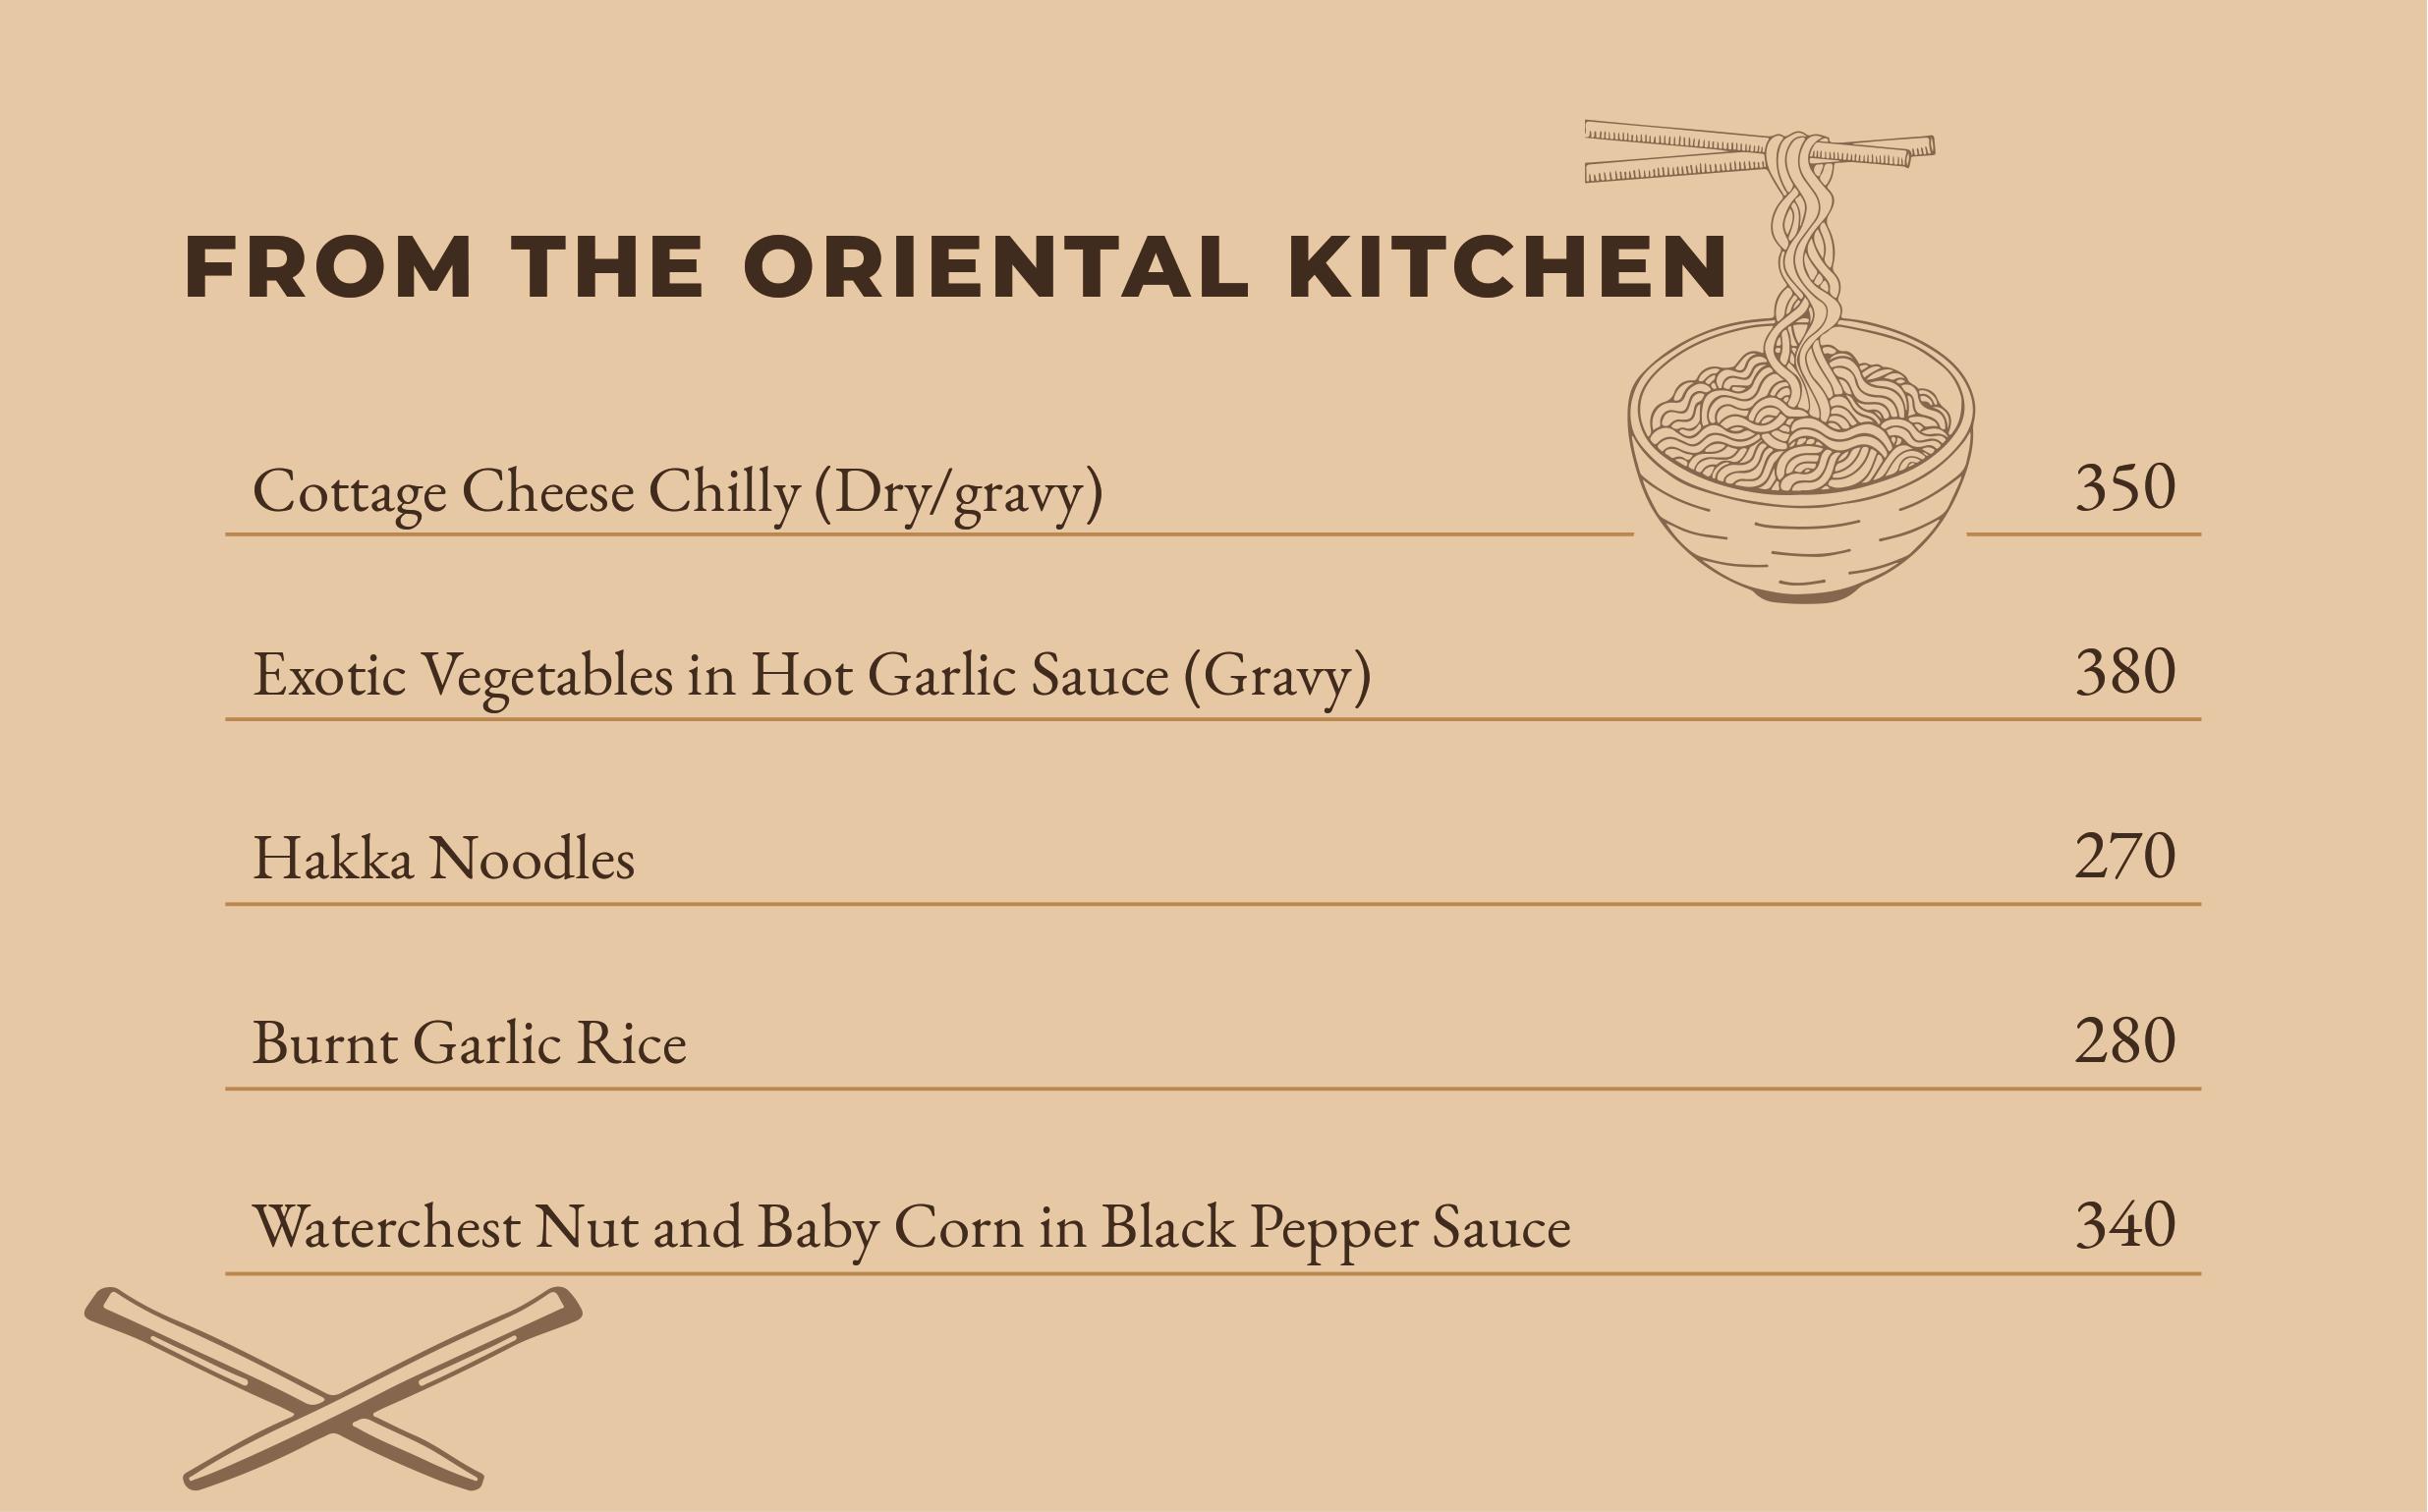 FROM THE ORIENTAL KITCHEN
Cottage Cheese Chilly (Dry/gravy) 350
Exotic Vegetables in Hot Garlic Sauce (Gravy) 380
Hakka Noodles 270
Burnt Garlic Rice 280
Waterchest Nut and Baby Corn in Black Pepper Sauce 340